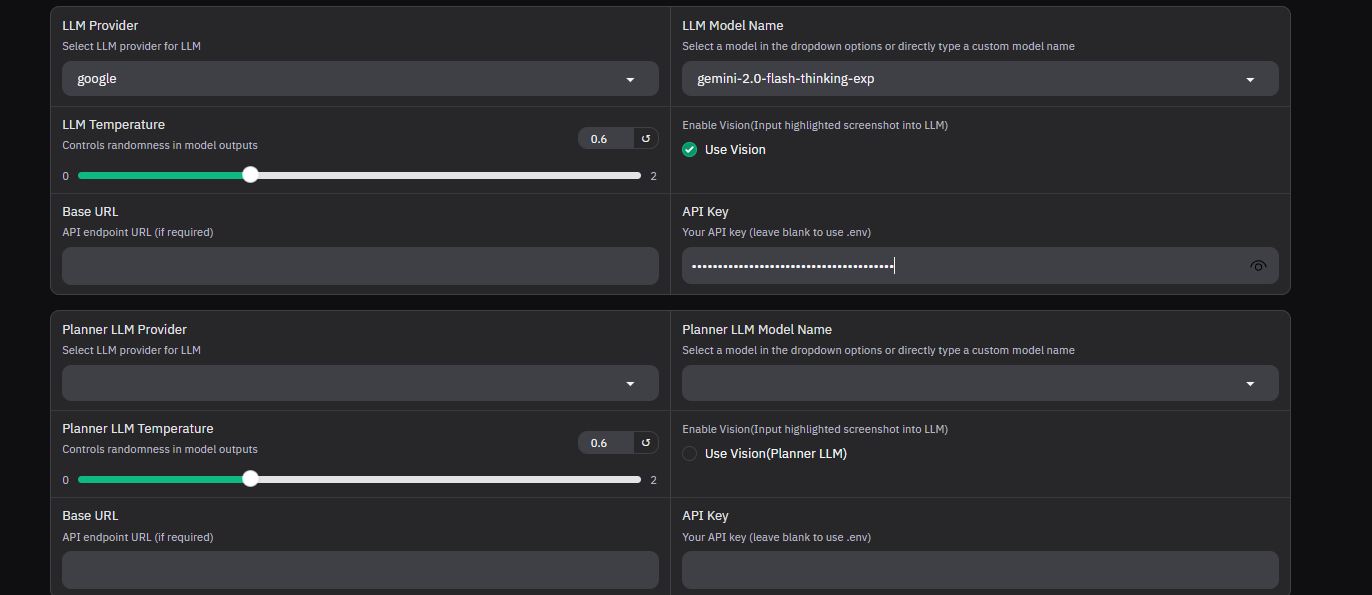 LLM Provider
Select LLM provider for LLM
google
LLM Model Name
Select a model in the dropdown options or directly type a custom model name
gemini-2.0-flash-thinking-exp
LLM Temperature
Controls randomness in model outputs
0.6 ↺
0 2
Enable Vision(Input highlighted screenshot into LLM)
Use Vision
Base URL
API endpoint URL (if required)
API Key
Your API key (leave blank to use .env)
Planner LLM Provider
Select LLM provider for LLM
Planner LLM Model Name
Select a model in the dropdown options or directly type a custom model name
Planner LLM Temperature
Controls randomness in model outputs
0.6 ↺
0 2
Enable Vision(Input highlighted screenshot into LLM)
Use Vision(Planner LLM)
Base URL
API endpoint URL (if required)
API Key
Your API key (leave blank to use .env)